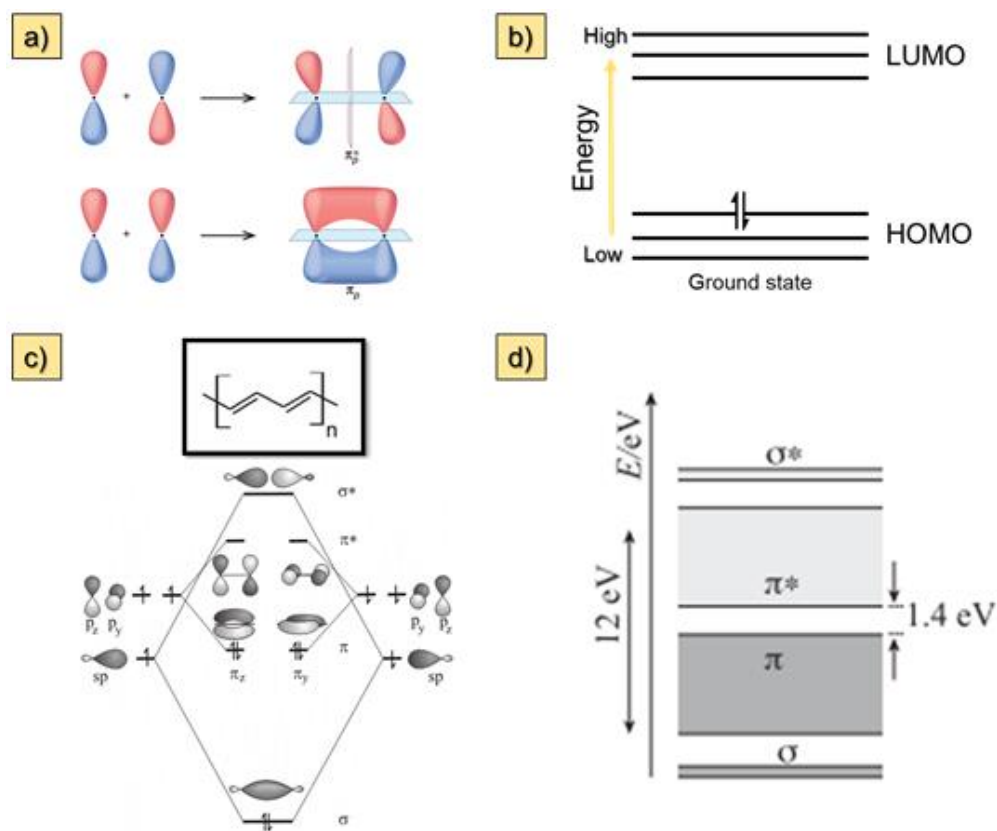 a)
+
π*p
+
πp
b)
High
LUMO
Energy
HOMO
Low
Ground state
c)
n
σ*
π*
pz py
py pz
π
sp
πz
πy
sp
σ
d)
E/eV
σ*
12 eV
π*
1.4 eV
π
σ